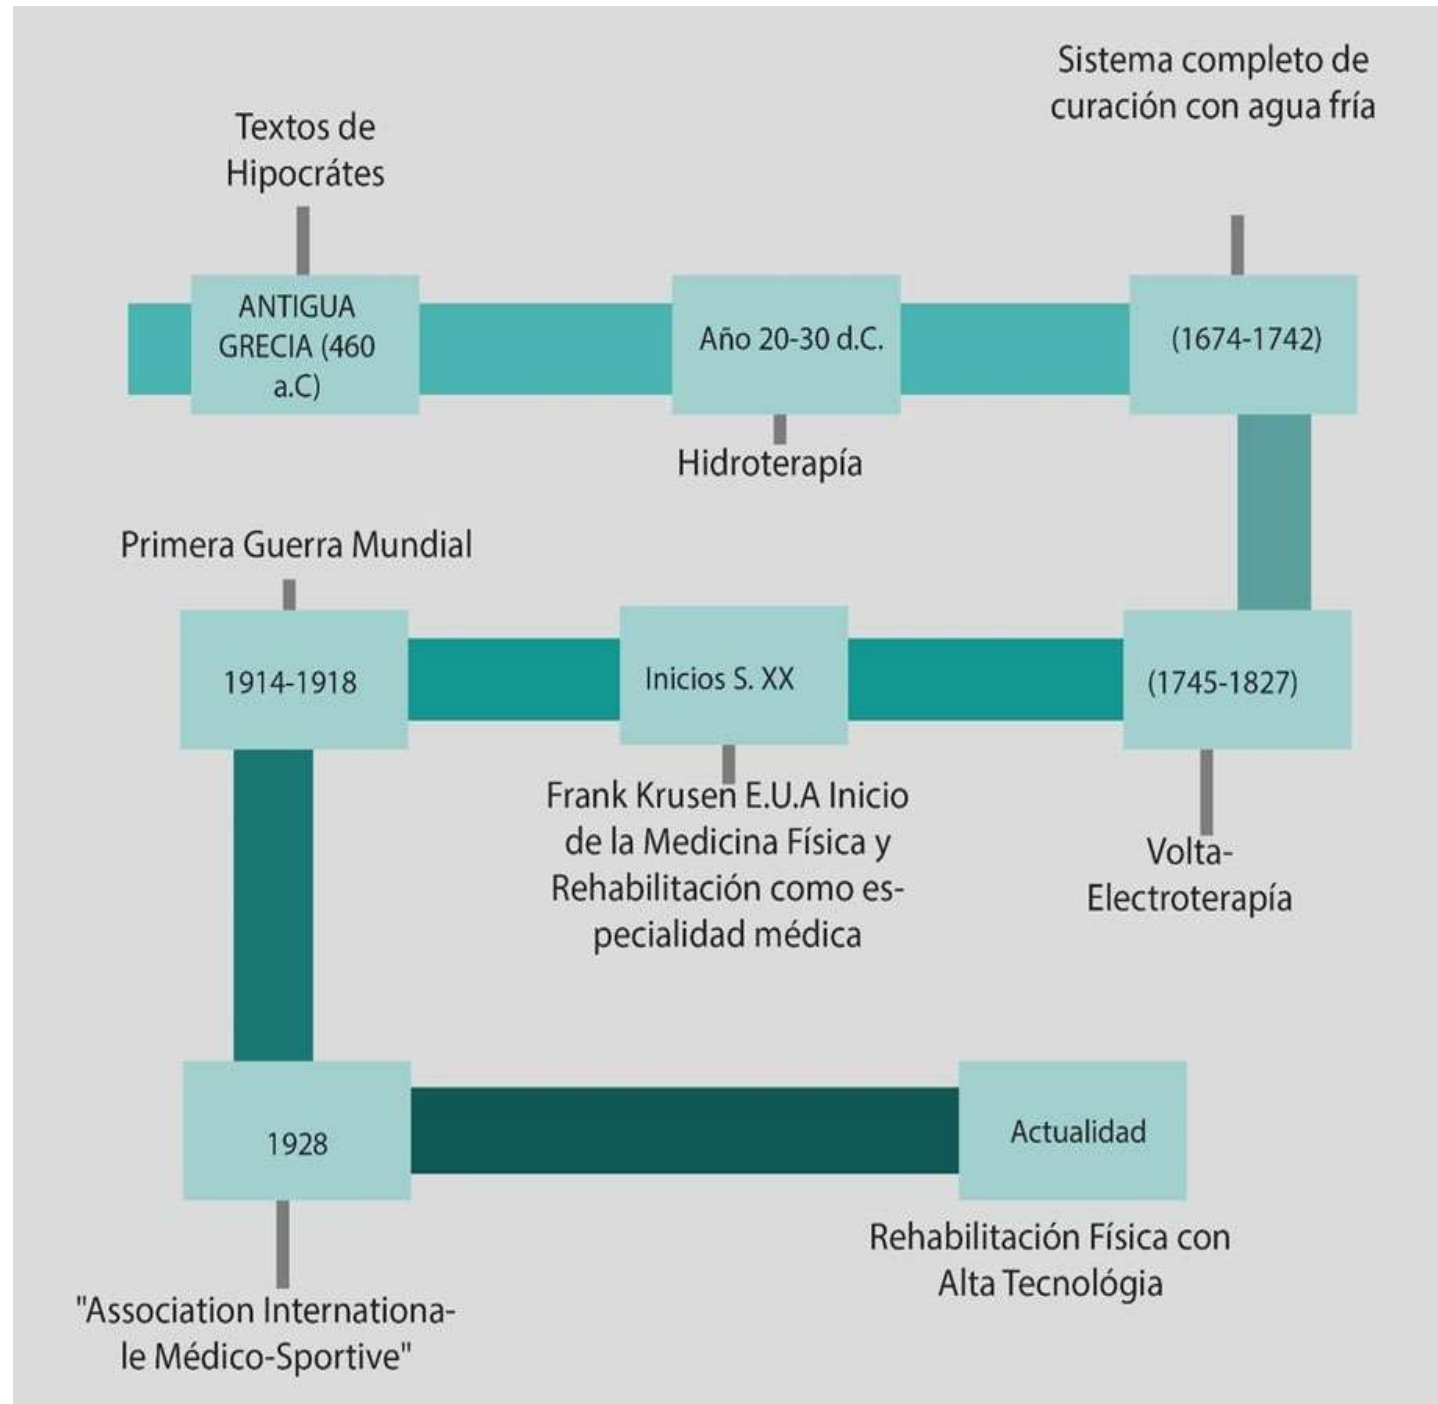 Sistema completo de
curación con agua fría
Textos de
Hipocrátes
ANTIGUA
GRECIA (460
a.C)
Año 20-30 d.C.
(1674-1742)
Hidroterapía
Primera Guerra Mundial
1914-1918
Inicios S. XX
(1745-1827)
Frank Krusen E.U.A Inicio
de la Medicina Física y
Rehabilitación como es-
pecialidad médica
Volta-
Electroterapía
1928
Actualidad
Rehabilitación Física con
Alta Tecnológia
"Association Internationa-
le Médico-Sportive"